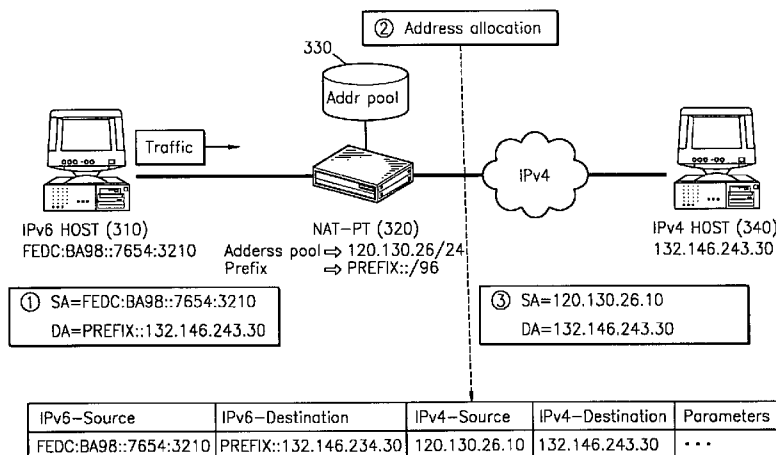 ② Address allocation
330
Addr pool
Traffic
IPv4
IPv6 HOST (310)
FEDC:BA98::7654:3210
NAT-PT (320)
Adderss pool ⇨ 120.130.26/24
Prefix ⇨ PREFIX::/96
IPv4 HOST (340)
132.146.243.30
① SA=FEDC:BA98::7654:3210
DA=PREFIX::132.146.243.30
③ SA=120.130.26.10
DA=132.146.243.30
IPv6-Source IPv6-Destination IPv4-Source IPv4-Destination Parameters
FEDC:BA98::7654:3210 PREFIX::132.146.234.30 120.130.26.10 132.146.243.30 ···